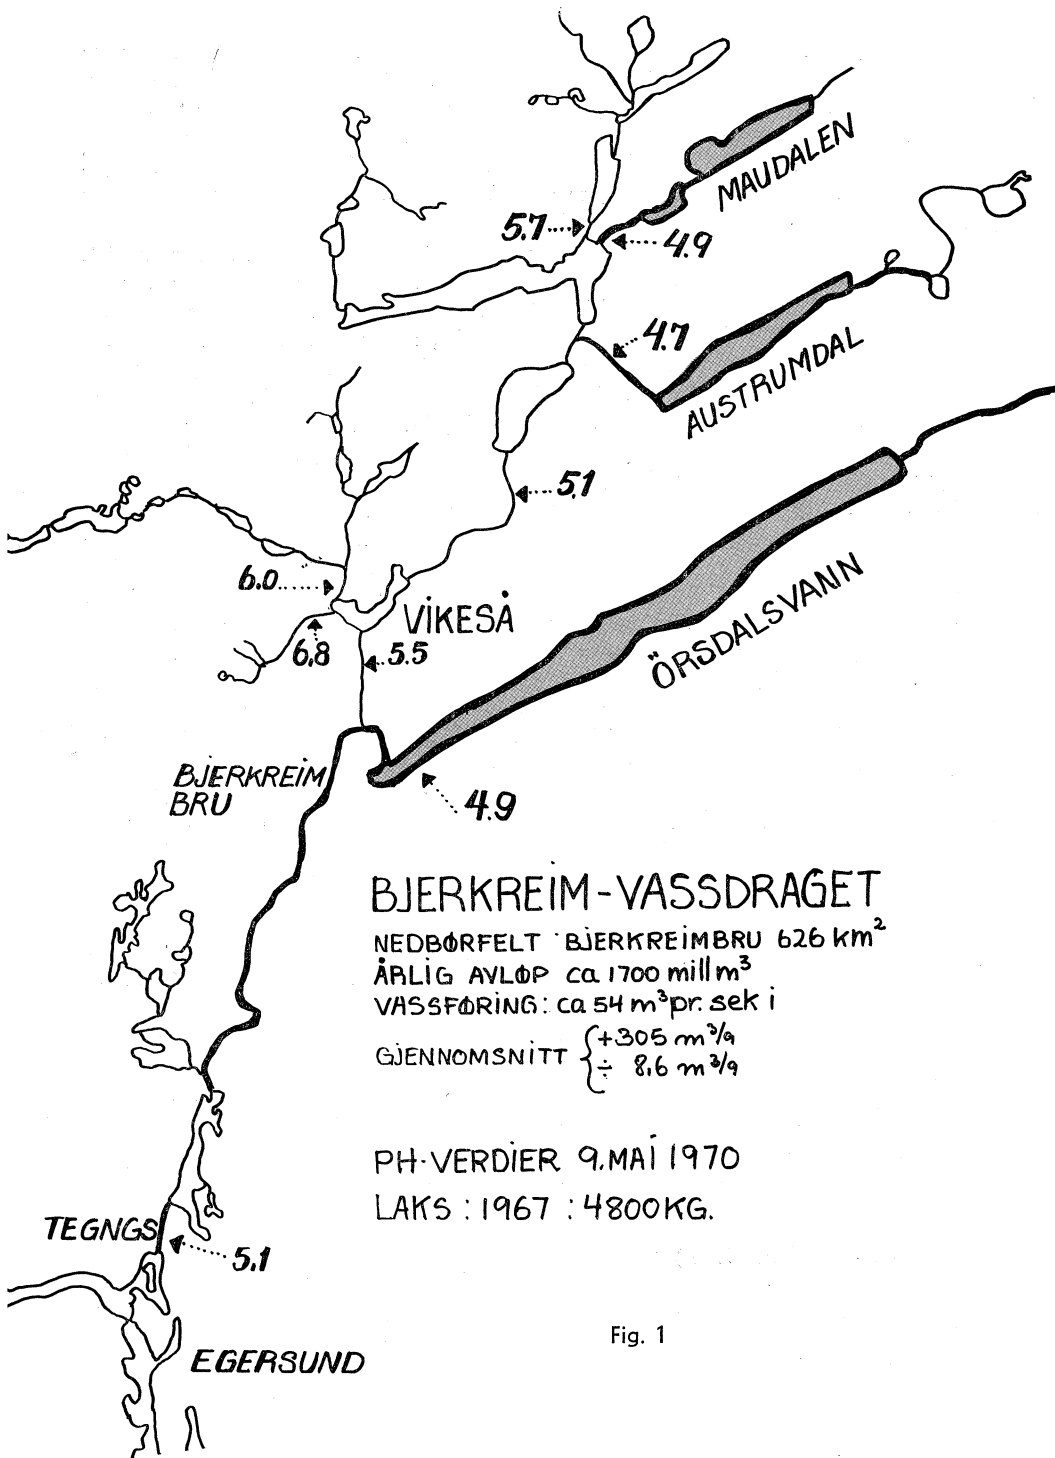 MAUDALEN
5.7
4.9
4.7
AUSTRUMDAL
5.1
6.0
VIKESÅ
6.8
5.5
ÖRSDALSVANN
BJERKREIM
BRU
4.9
BJERKREIM-VASSDRAGET
NEDBØRFELT BJERKREIMBRU 626 km²
ÅRLIG AVLØP ca 1700 mill m³
VASSFØRING: ca 54 m³ pr. sek i
GJENNOMSNITT { +305 m³/s
÷ 8,6 m³/s
PH-VERDIER 9. MAI 1970
LAKS : 1967 : 4800 KG.
TEGNGS
5.1
EGERSUND
Fig. 1